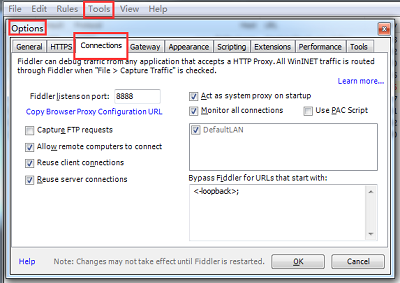 File Edit Rules Tools View Help
Options
General HTTPS Connections Gateway Appearance Scripting Extensions Performance Tools
Fiddler can debug traffic from any application that accepts a HTTP Proxy. All WinINET traffic is routed
through Fiddler when "File > Capture Traffic" is checked.
Learn more...
Fiddler listens on port: 8888
Copy Browser Proxy Configuration URL
Capture FTP requests
Allow remote computers to connect
Reuse client connections
Reuse server connections
Act as system proxy on startup
Monitor all connections Use PAC Script
DefaultLAN
Bypass Fiddler for URLs that start with:
<-loopback>;
Help Note: Changes may not take effect until Fiddler is restarted. OK Cancel